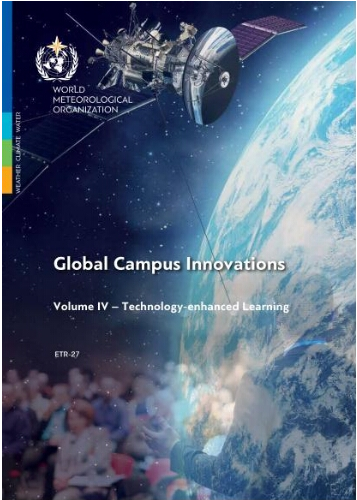 WORLD
METEOROLOGICAL
ORGANIZATION
WEATHER CLIMATE WATER
Global Campus Innovations
Volume IV – Technology-enhanced Learning
ETR-27